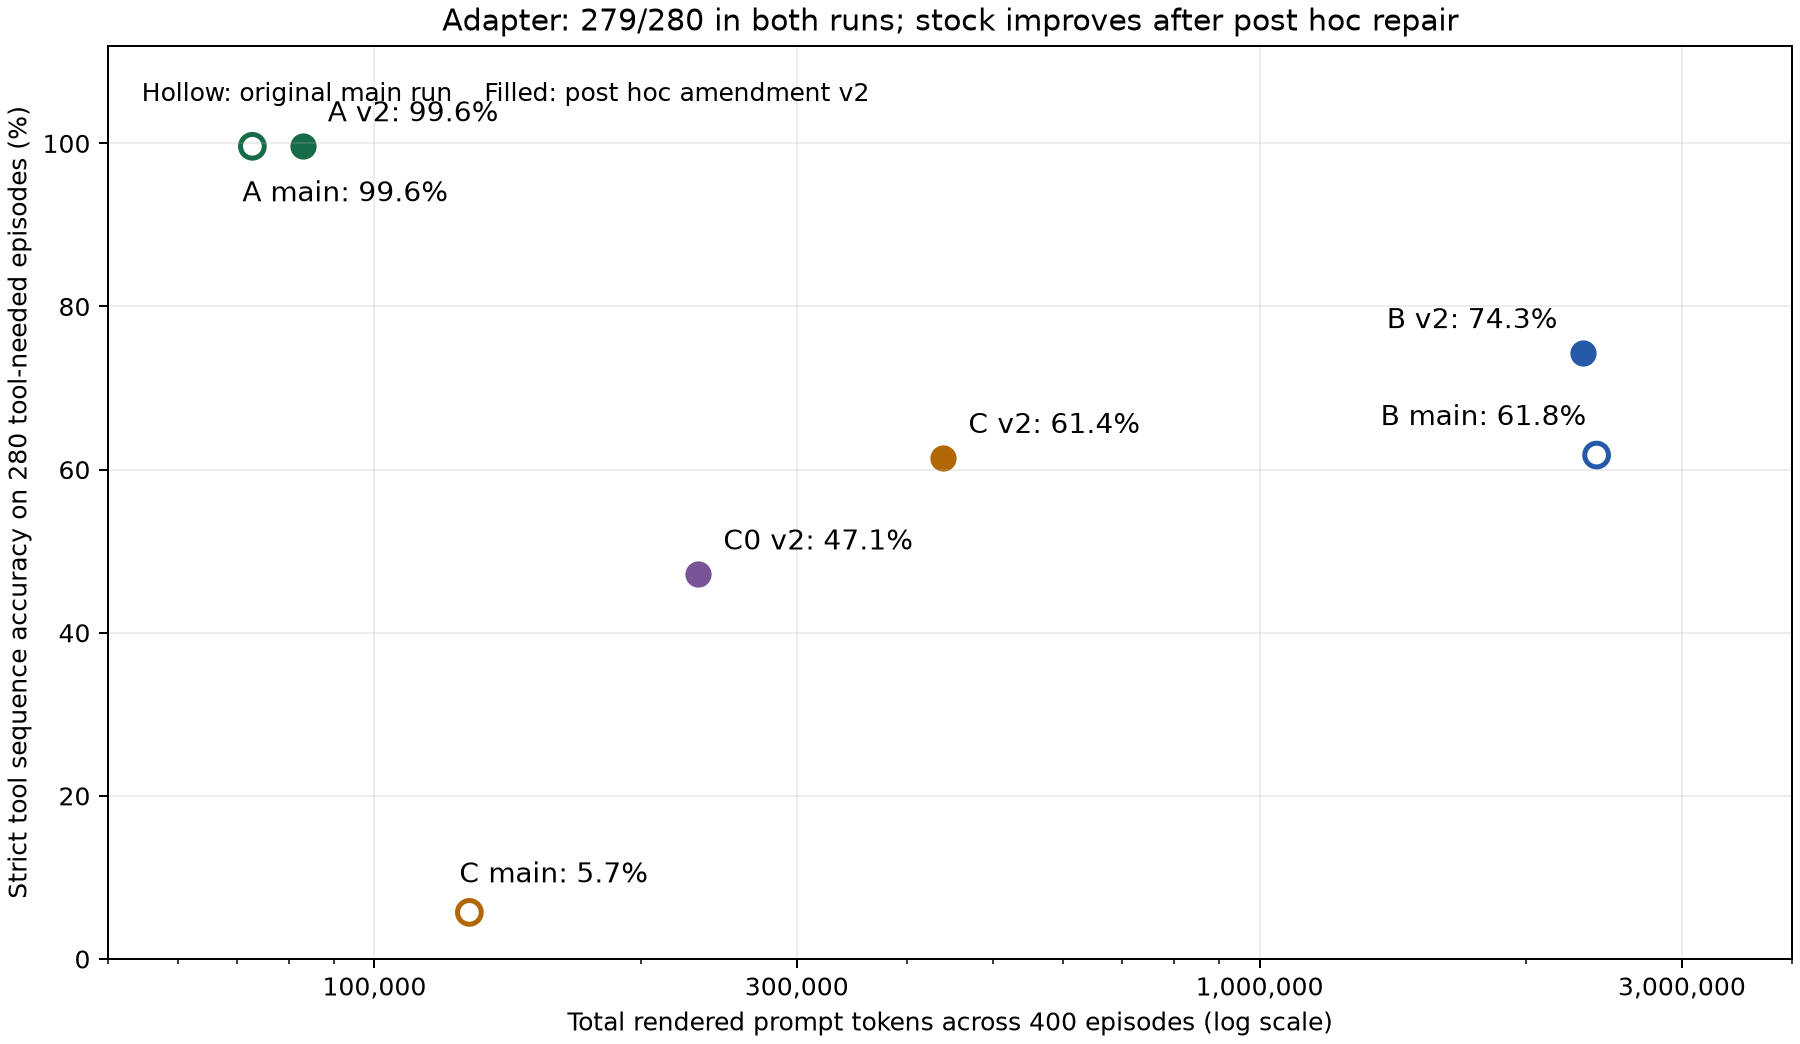 Adapter: 279/280 in both runs; stock improves after post hoc repair
Hollow: original main run    Filled: post hoc amendment v2
A v2: 99.6%
A main: 99.6%
B v2: 74.3%
B main: 61.8%
C v2: 61.4%
C0 v2: 47.1%
C main: 5.7%
Strict tool sequence accuracy on 280 tool-needed episodes (%)
100
80
60
40
20
0
100,000 300,000 1,000,000 3,000,000
Total rendered prompt tokens across 400 episodes (log scale)